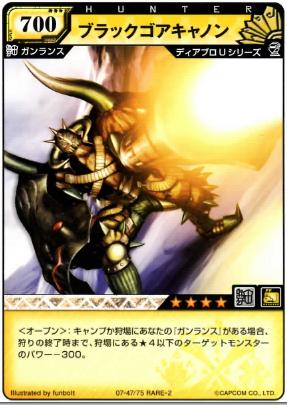 HUNTER
700
ブラックゴアキャノン
ガンランス
ディアブロUシリーズ
★★★★
<オープン>:キャンプか狩場にあなたの『ガンランス』がある場合、
狩りの終了時まで、狩場にいる★4以下のターゲットモンスター
のパワー−300。
Illustrated by funbolt
07-47/75 RARE-2
©CAPCOM CO., LTD.